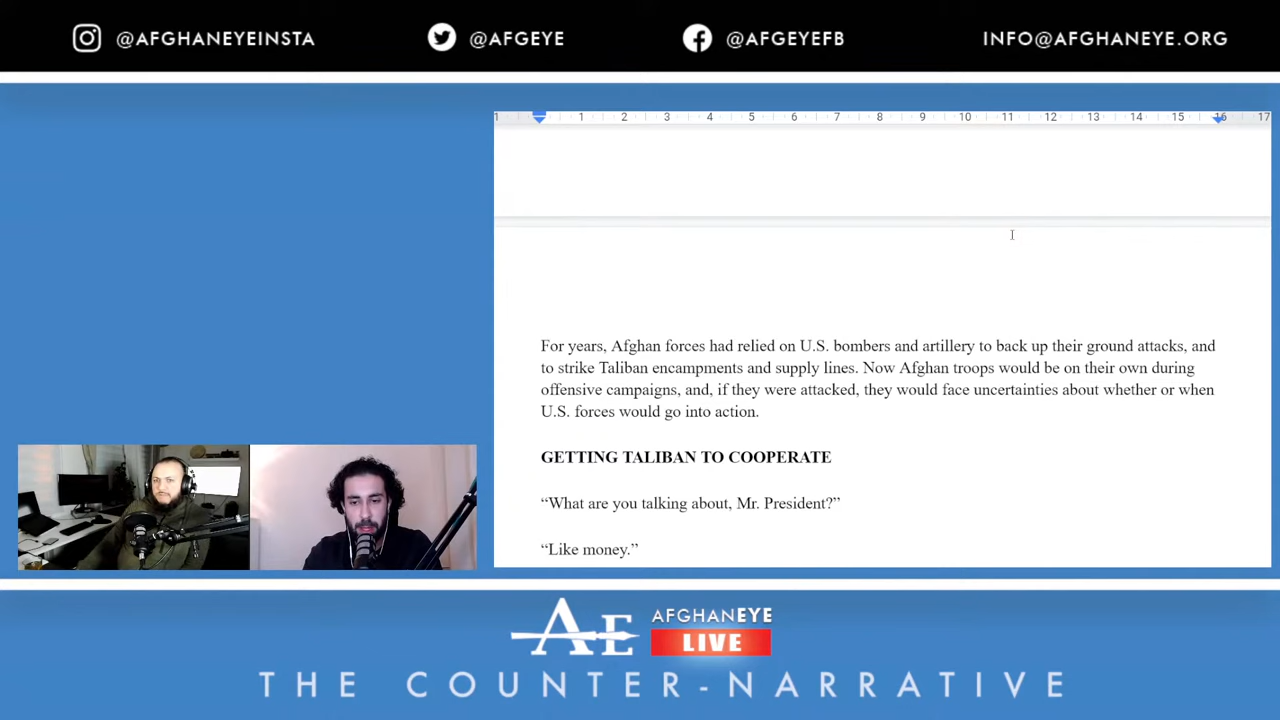 @AFGHANEYEINSTA
@AFGEYE
@AFGEYEFB
INFO@AFGHANEYE.ORG
1 1 2 3 4 5 6 7 8 9 10 11 12 13 14 15 16 17
For years, Afghan forces had relied on U.S. bombers and artillery to back up their ground attacks, and
to strike Taliban encampments and supply lines. Now Afghan troops would be on their own during
offensive campaigns, and, if they were attacked, they would face uncertainties about whether or when
U.S. forces would go into action.
GETTING TALIBAN TO COOPERATE
“What are you talking about, Mr. President?”
“Like money.”
AE
AFGHANEYE
LIVE
THE COUNTER-NARRATIVE